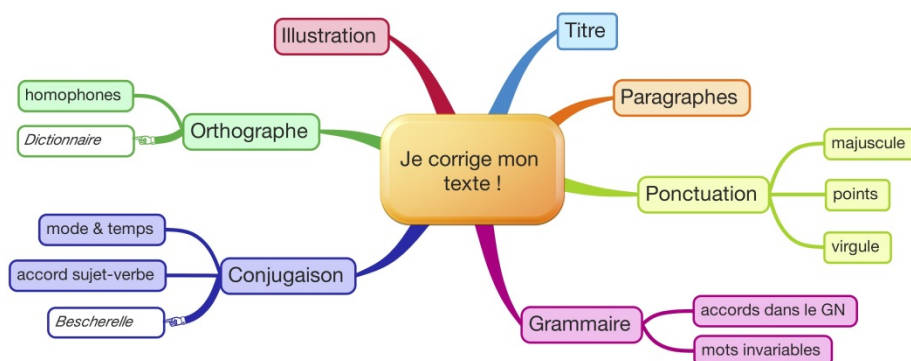 Je corrige mon
texte !
Titre
Paragraphes
Ponctuation
majuscule
points
virgule
Grammaire
accords dans le GN
mots invariables
Conjugaison
mode & temps
accord sujet-verbe
Bescherelle
Orthographe
homophones
Dictionnaire
Illustration